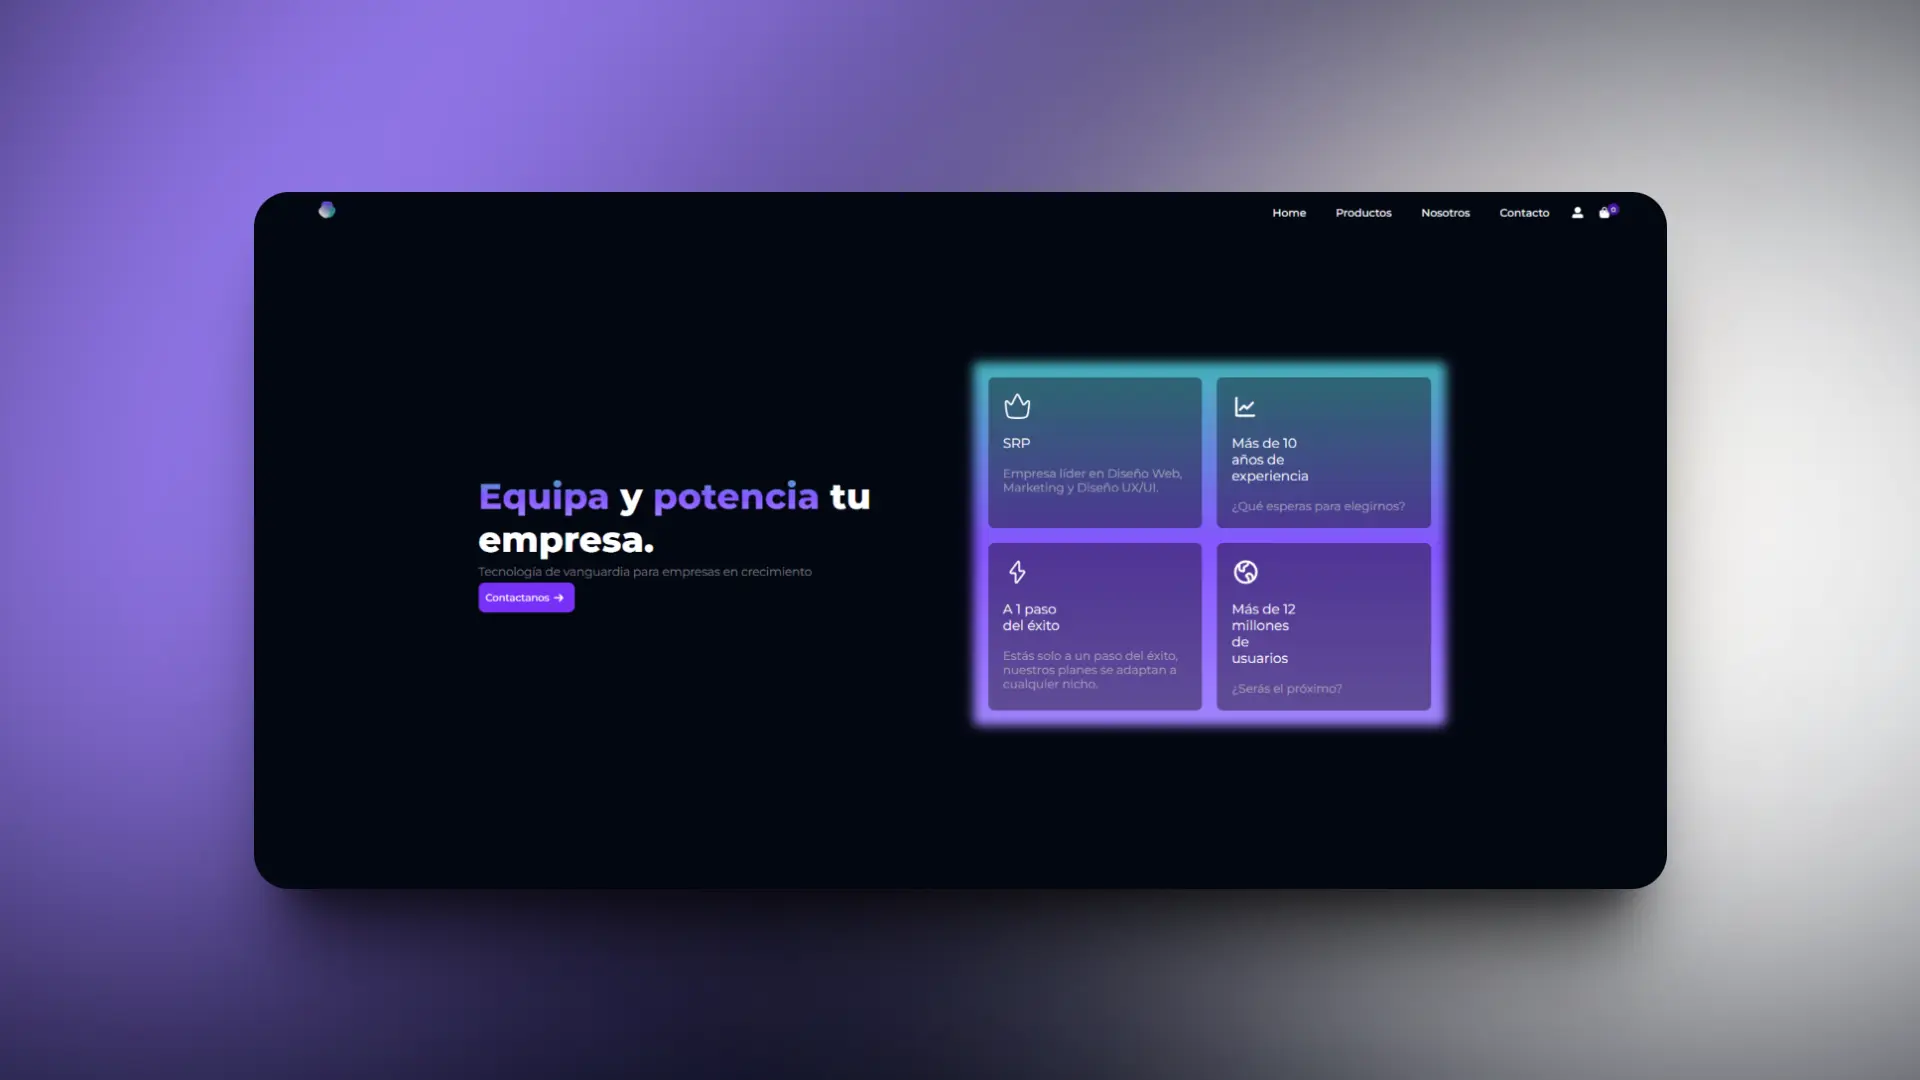 Home
Productos
Nosotros
Contacto
0
Equipa y potencia tu
empresa.
Tecnología de vanguardia para empresas en crecimiento
Contactanos →
SRP
Empresa líder en Diseño Web,
Marketing y Diseño UX/UI.
Más de 10
años de
experiencia
¿Qué esperas para elegirnos?
A 1 paso
del éxito
Estás solo a un paso del éxito,
nuestros planes se adaptan a
cualquier nicho.
Más de 12
millones
de
usuarios
¿Serás el próximo?